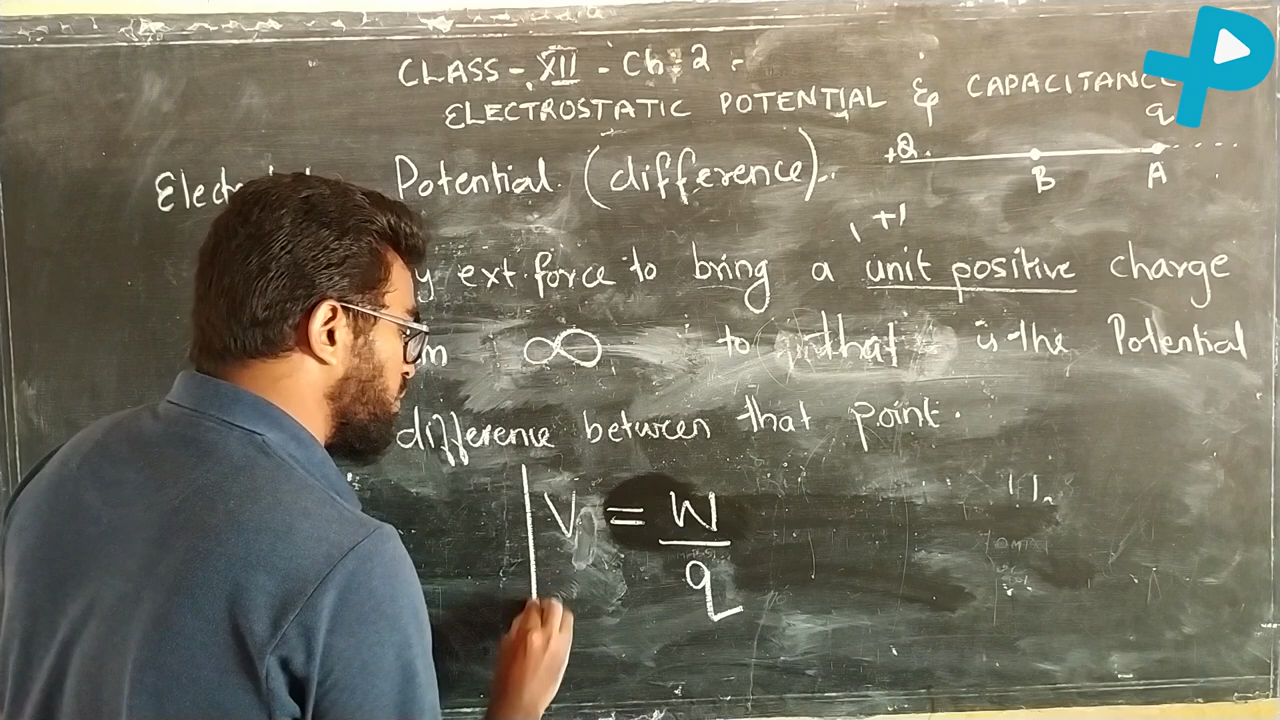 CLASS - XII - Ch: 2 -
ELECTROSTATIC POTENTIAL & CAPACITANCE
q
+Q
B A
Potential (difference)
+1
ext. force to bring a unit positive charge
∞ to that is the Potential
difference between that point.
V = W
q